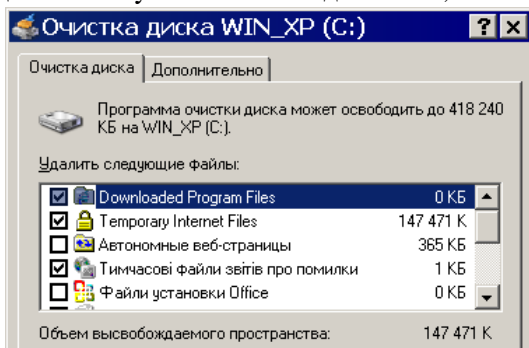 Очистка диска WIN_XP (C:)
Очистка диска Дополнительно
Программа очистки диска может освободить до 418 240
КБ на WIN_XP (C:).
Удалить следующие файлы:
Downloaded Program Files 0 КБ
Temporary Internet Files 147 471 К
Автономные веб-страницы 365 КБ
Тимчасові файли звітів про помилки 1 КБ
Файлы установки Office 0 КБ
Объем высвобождаемого пространства: 147 471 К